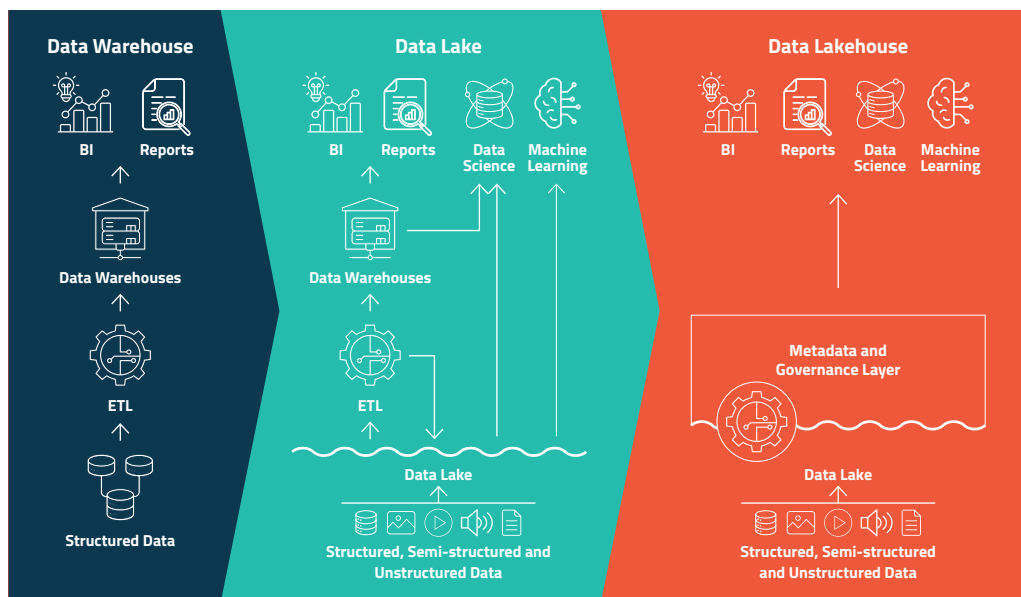 Data Warehouse
BI
Reports
Data Warehouses
ETL
Structured Data
Data Lake
BI
Reports
Data
Science
Machine
Learning
Data Warehouses
ETL
Data Lake
Structured, Semi-structured and
Unstructured Data
Data Lakehouse
BI
Reports
Data
Science
Machine
Learning
Metadata and
Governance Layer
Data Lake
Structured, Semi-structured
and Unstructured Data